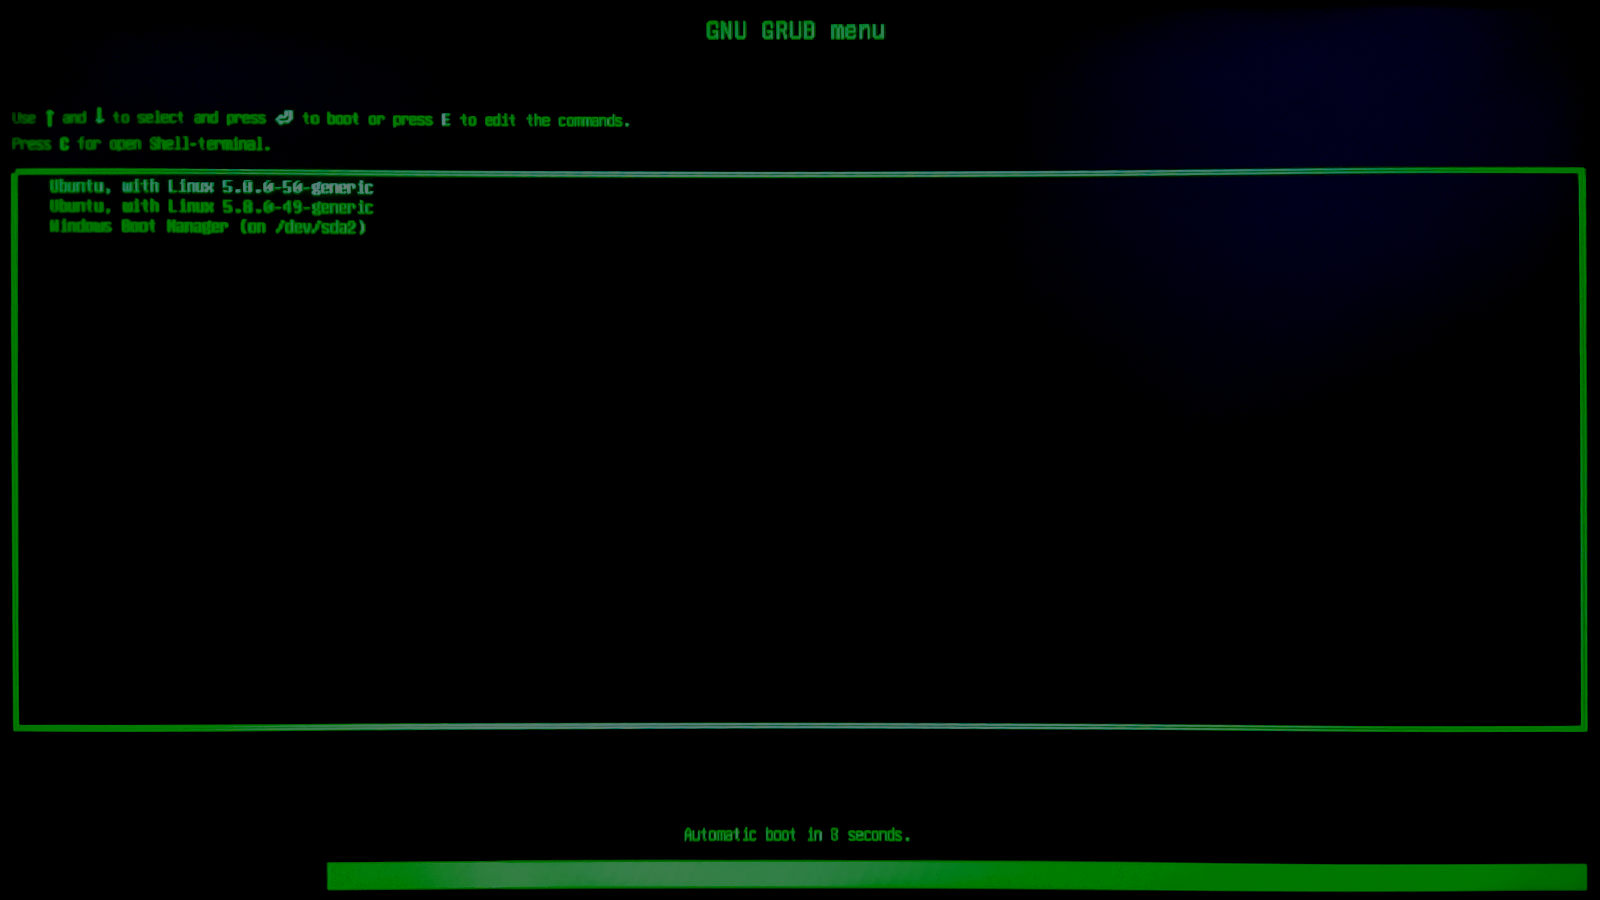 GNU GRUB menu
Use ↑ and ↓ to select and press ⏎ to boot or press E to edit the commands.
Press C for open Shell-terminal.
Ubuntu, with Linux 5.8.0-50-generic
Ubuntu, with Linux 5.8.0-49-generic
Windows Boot Manager (on /dev/sda2)
Automatic boot in 8 seconds.